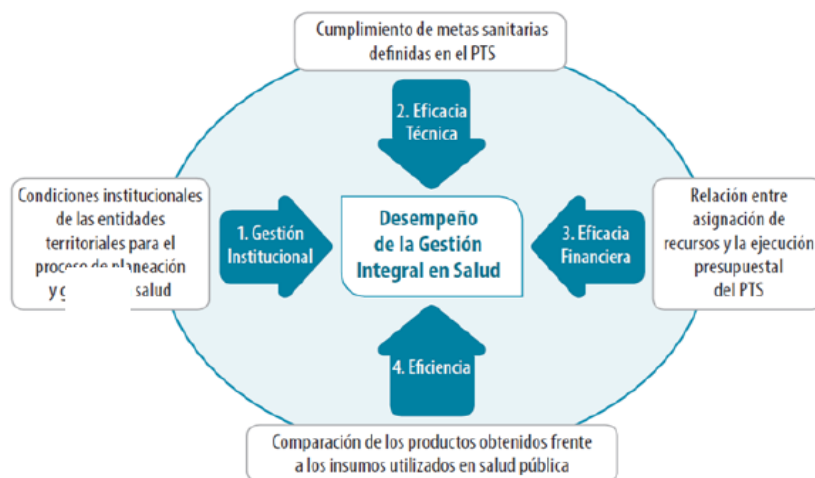 Cumplimiento de metas sanitarias
definidas en el PTS
2. Eficacia
Técnica
Condiciones institucionales
de las entidades
territoriales para el
proceso de planeación
y salud
1. Gestión
Institucional
Desempeño
de la Gestión
Integral en Salud
3. Eficacia
Financiera
Relación entre
asignación de
recursos y la ejecución
presupuestal
del PTS
4. Eficiencia
Comparación de los productos obtenidos frente
a los insumos utilizados en salud pública